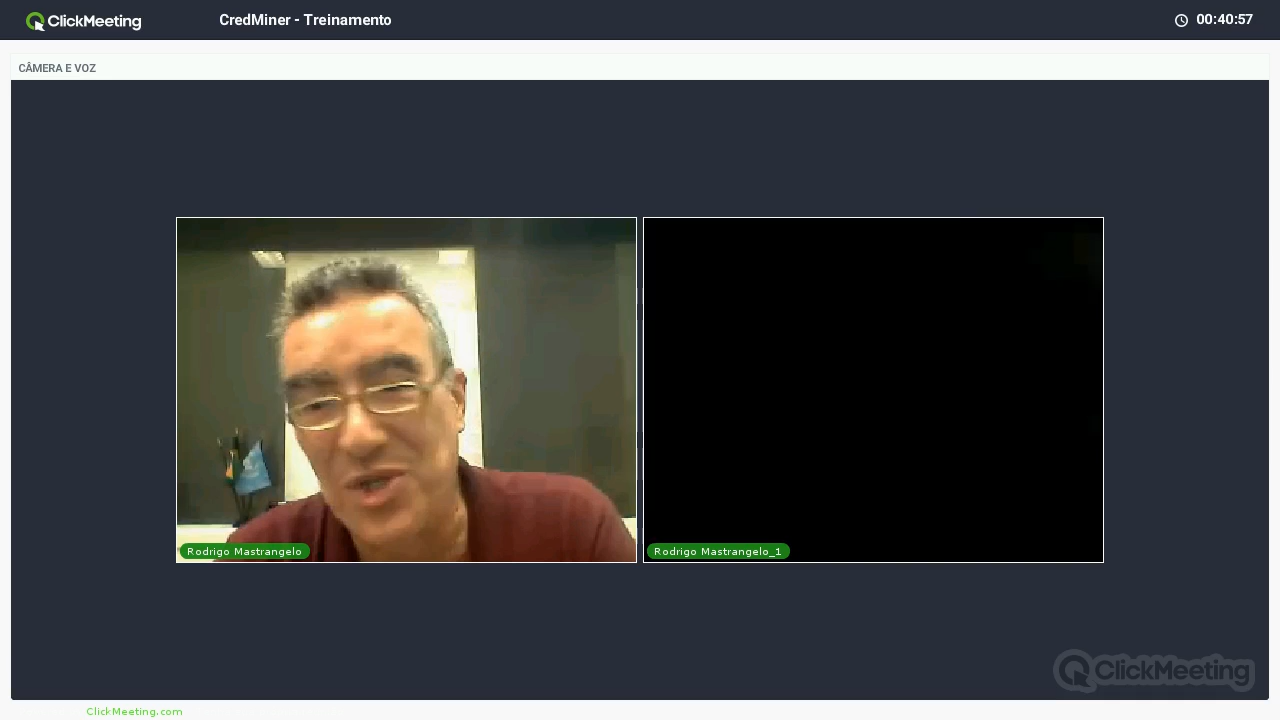 ClickMeeting
CredMiner - Treinamento
00:40:57
CÂMERA E VOZ
Rodrigo Mastrangelo
Rodrigo Mastrangelo_1
ClickMeeting
ClickMeeting.com